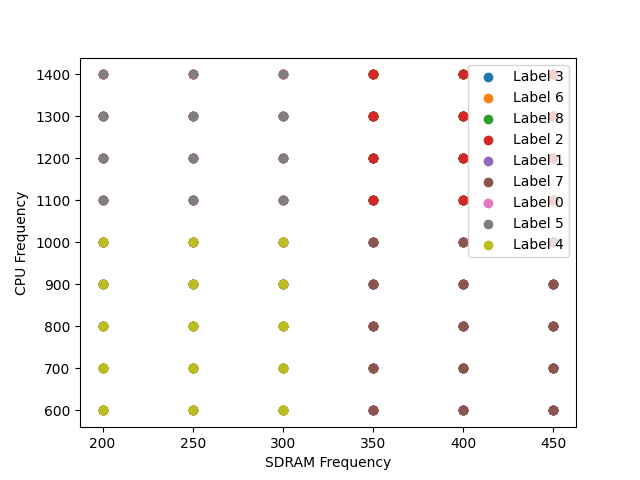 1400
1300
1200
1100
1000
900
800
700
600
CPU Frequency
200
250
300
350
400
450
SDRAM Frequency
Label 3
Label 6
Label 8
Label 2
Label 1
Label 7
Label 0
Label 5
Label 4